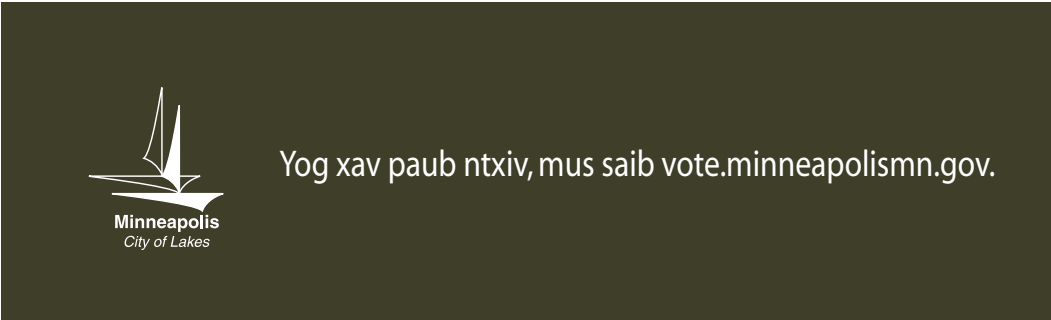 Yog xav paub ntxiv, mus saib vote.minneapolismn.gov.
Minneapolis
City of Lakes